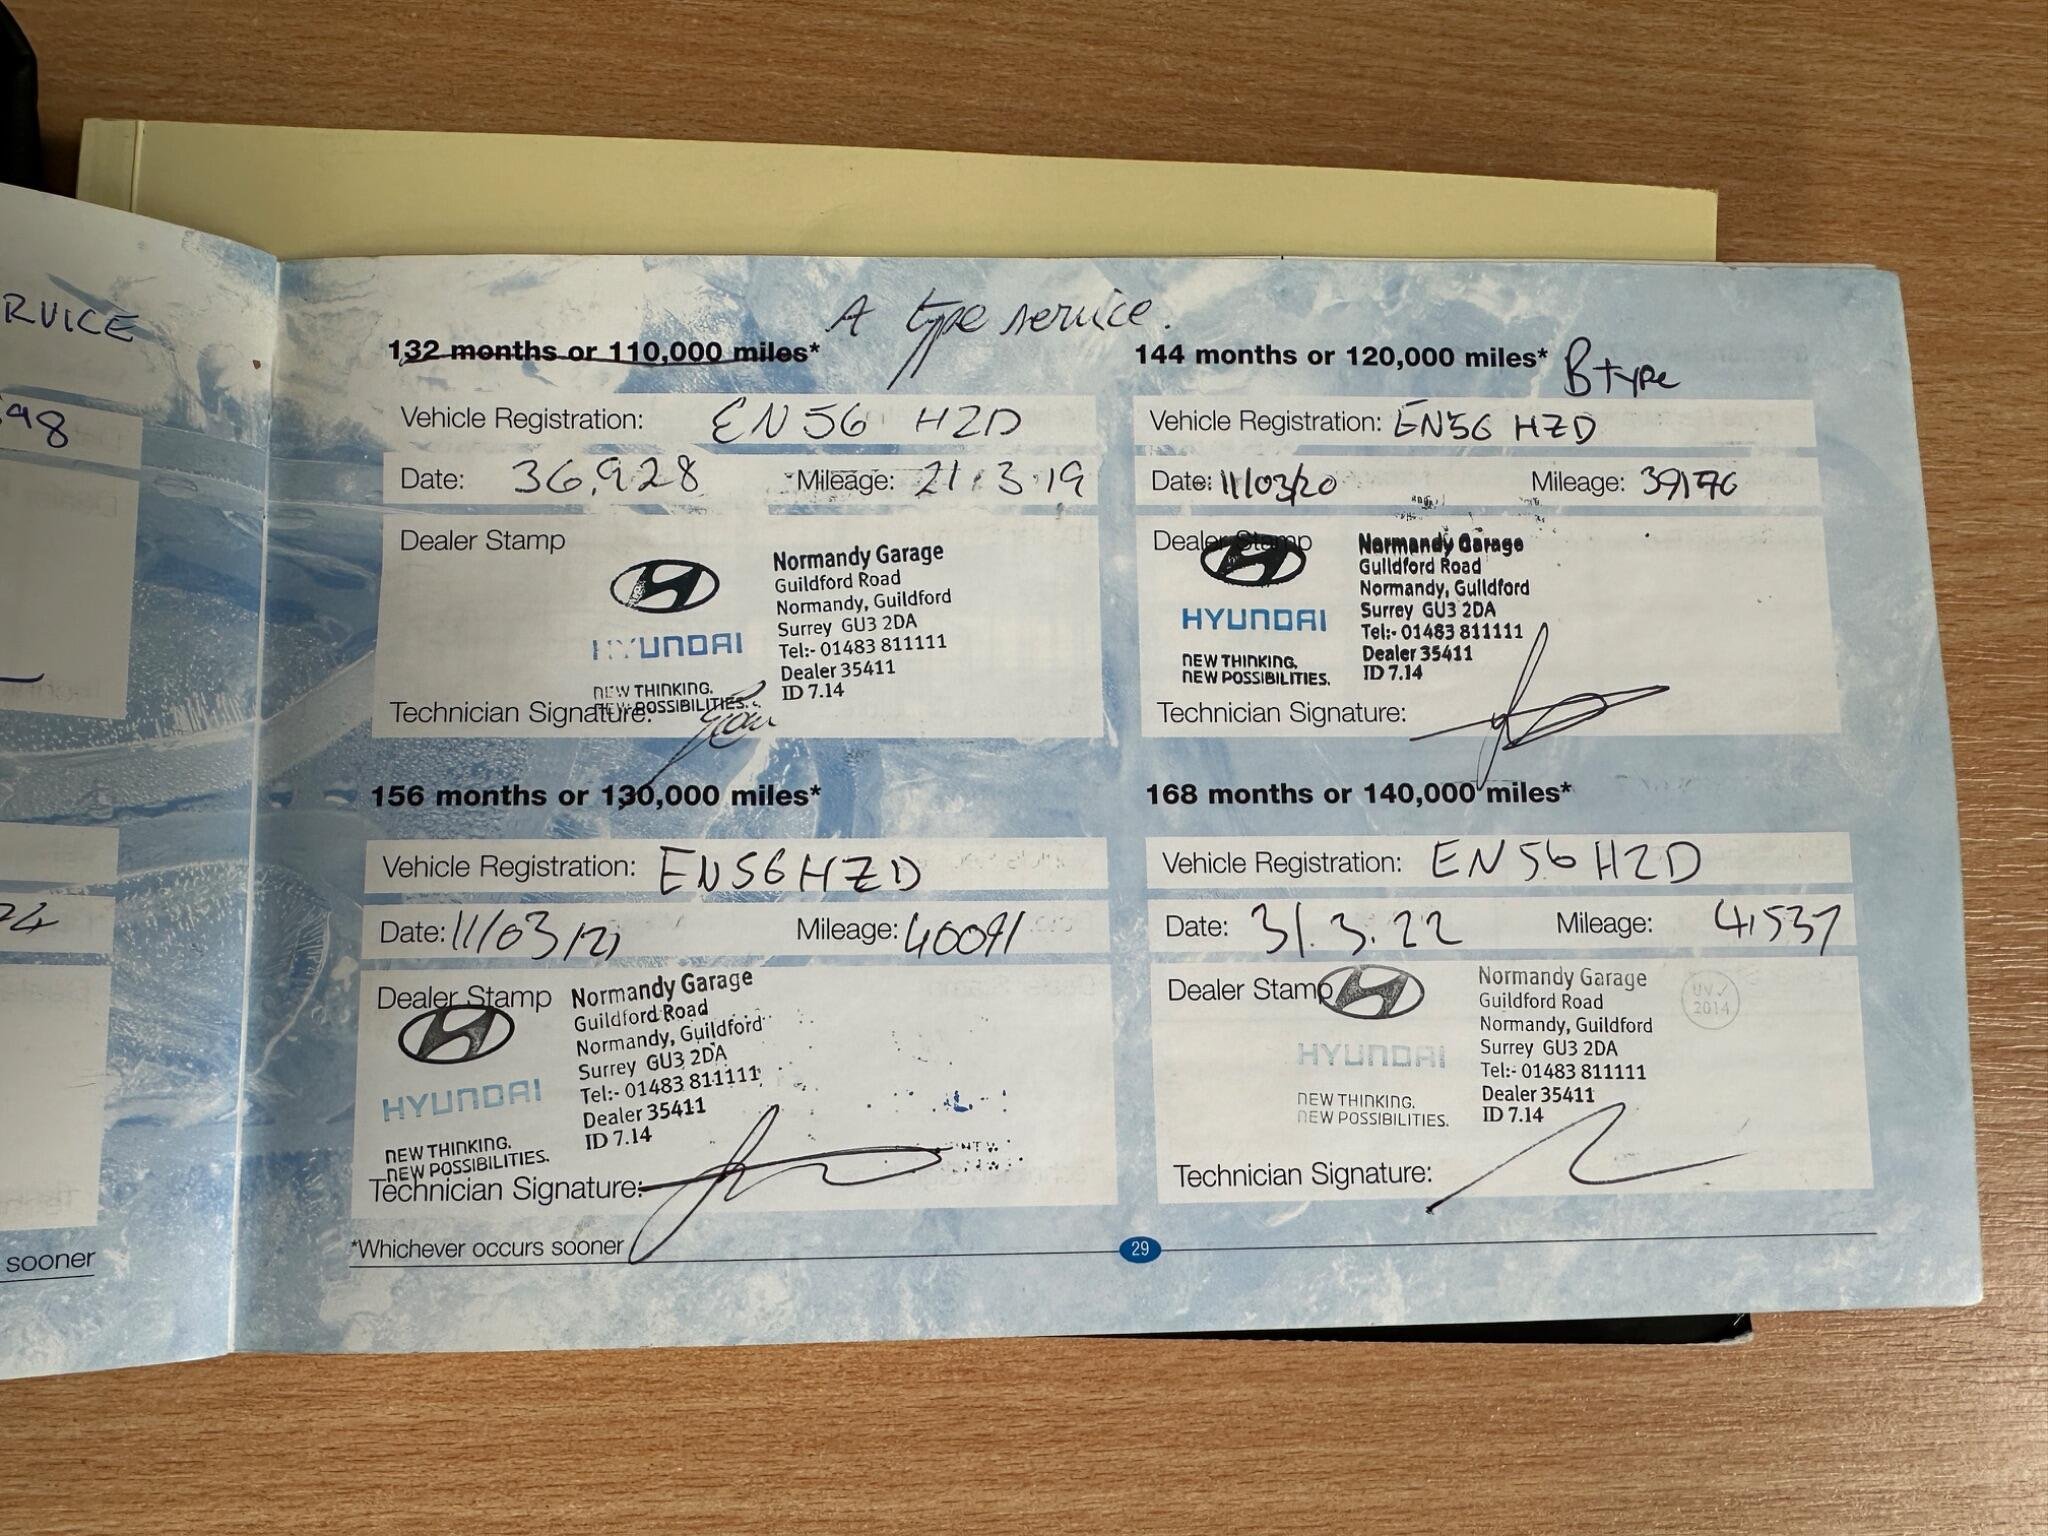 RVICE
98
24
sooner
A type service.
132 months or 110,000 miles*
Vehicle Registration: EN56 HZD
Date: 36,928 Mileage: 21.3.19
Dealer Stamp
HYUNDAI
NEW THINKING.
NEW POSSIBILITIES.
Normandy Garage
Guildford Road
Normandy, Guildford
Surrey GU3 2DA
Tel:- 01483 811111
Dealer 35411
ID 7.14
Technician Signature:
144 months or 120,000 miles* B type
Vehicle Registration: EN56 HZD
Date: 11/03/20 Mileage: 39176
Dealer Stamp
HYUNDAI
NEW THINKING.
NEW POSSIBILITIES.
Normandy Garage
Guildford Road
Normandy, Guildford
Surrey GU3 2DA
Tel:- 01483 811111
Dealer 35411
ID 7.14
Technician Signature:
156 months or 130,000 miles*
Vehicle Registration: EN56HZD
Date: 11/03/21 Mileage: 40091
Dealer Stamp
HYUNDAI
NEW THINKING.
NEW POSSIBILITIES.
Normandy Garage
Guildford Road
Normandy, Guildford
Surrey GU3 2DA
Tel:- 01483 811111
Dealer 35411
ID 7.14
Technician Signature:
168 months or 140,000 miles*
Vehicle Registration: EN56 HZD
Date: 31.3.22 Mileage: 41,537
Dealer Stamp
HYUNDAI
NEW THINKING.
NEW POSSIBILITIES.
Normandy Garage
Guildford Road
Normandy, Guildford
Surrey GU3 2DA
Tel:- 01483 811111
Dealer 35411
ID 7.14
UV✓
2014
Technician Signature:
*Whichever occurs sooner
29